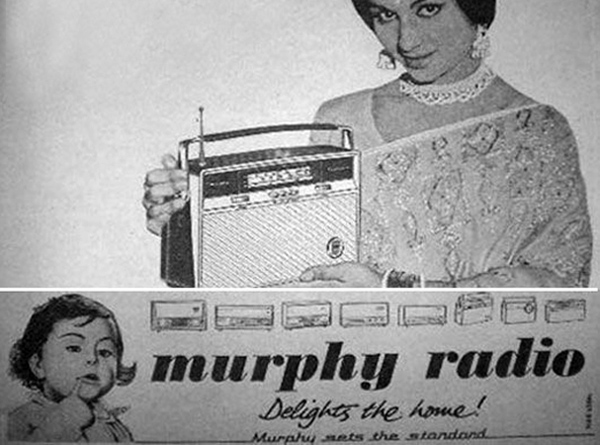 murphy radio
Delights the home!
Murphy sets the standard